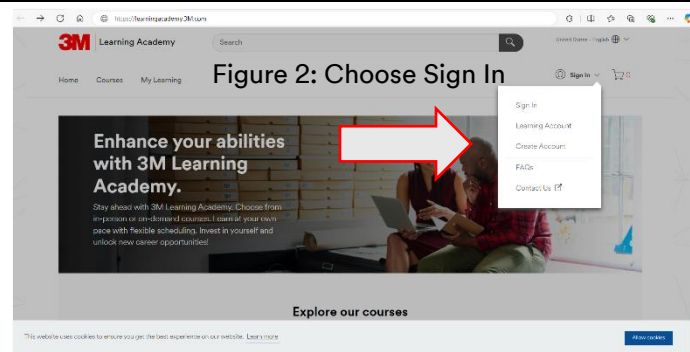 https://learningacademy.3M.com
3M Learning Academy
Search
United States - English
Home Courses My Learning
Figure 2: Choose Sign In
Sign In
0
Sign In
Learning Account
Create Account
FAQs
Contact Us
Enhance your abilities
with 3M Learning
Academy.
Stay ahead with 3M Learning Academy. Choose from
in-person or on-demand courses. Learn at your own
pace with flexible scheduling. Invest in yourself and
unlock new career opportunities!
Explore our courses
This website uses cookies to ensure you get the best experience on our website. Learn more
Allow cookies